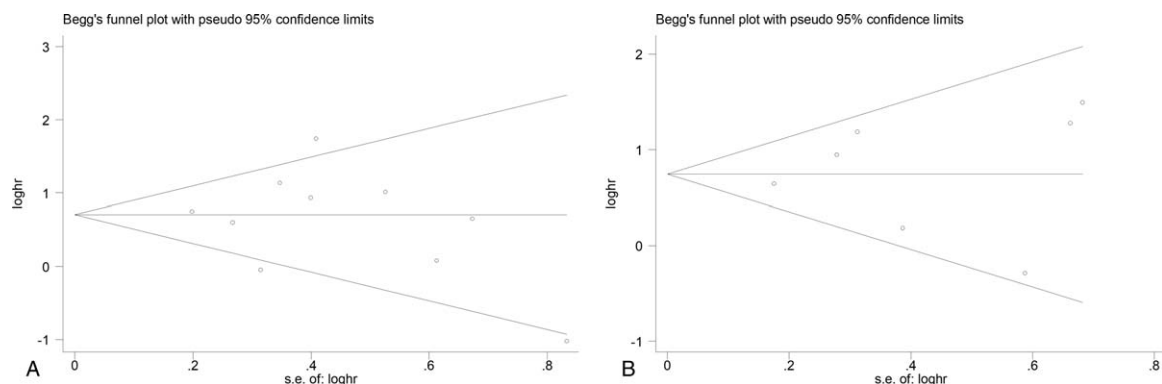 Begg's funnel plot with pseudo 95% confidence limits
3
2
1
0
-1
loghr
0
.2
.4
.6
.8
s.e. of: loghr
A
Begg's funnel plot with pseudo 95% confidence limits
2
1
0
-1
loghr
0
.2
.4
.6
.8
s.e. of: loghr
B